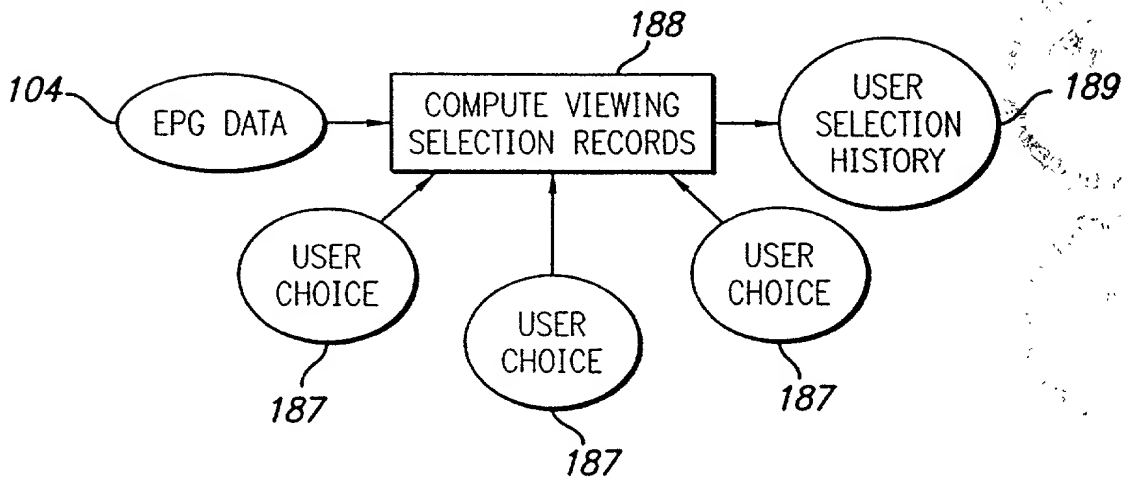 188
104
EPG DATA
COMPUTE VIEWING
SELECTION RECORDS
USER
SELECTION
HISTORY
189
USER
CHOICE
187
USER
CHOICE
187
USER
CHOICE
187